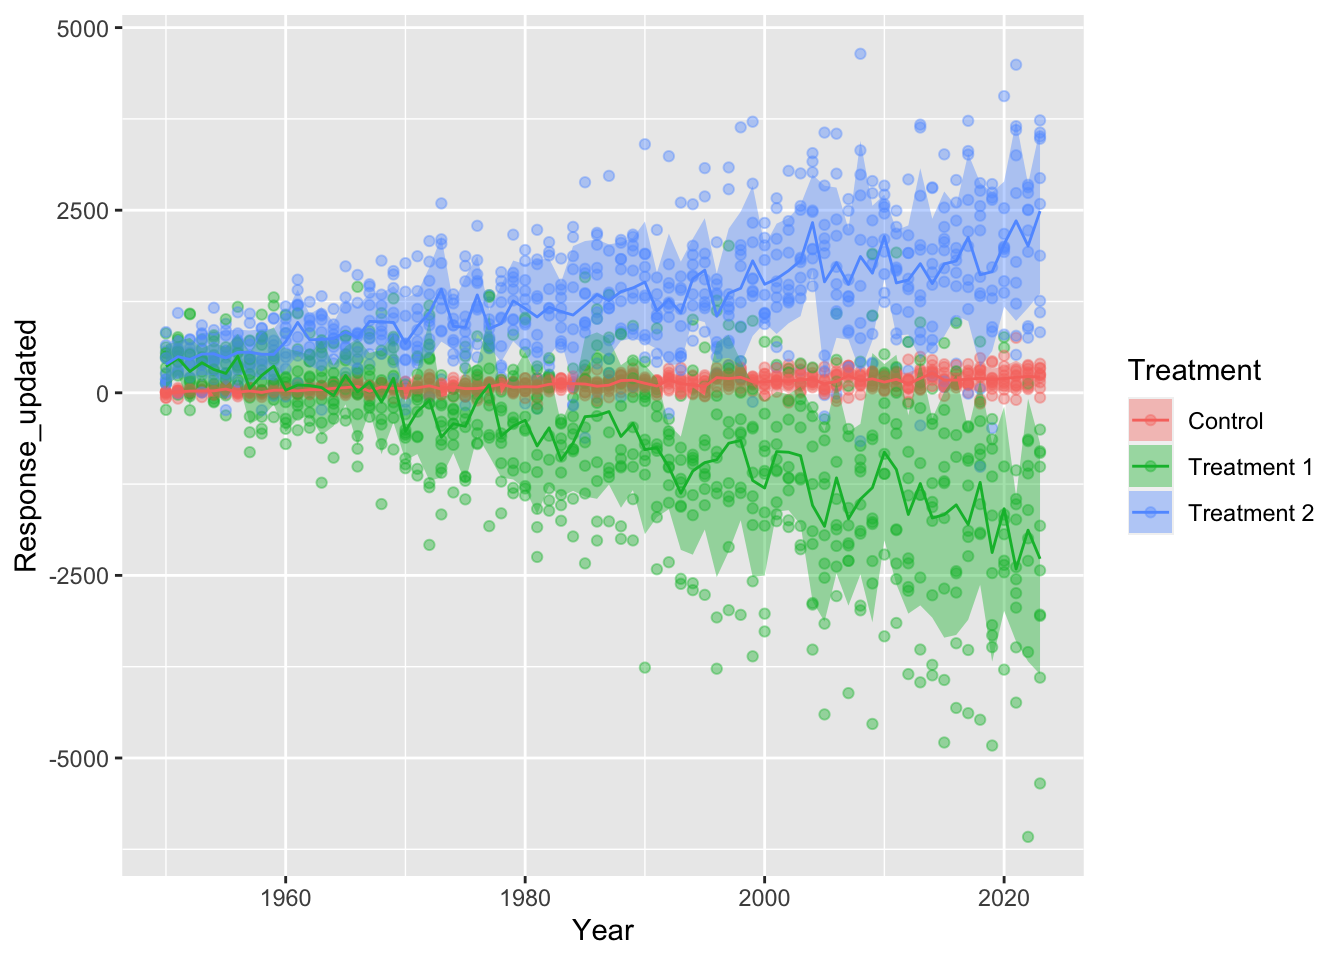 5000
2500
0
-2500
-5000
Response_updated
1960
1980
2000
2020
Year
Treatment
Control
Treatment 1
Treatment 2